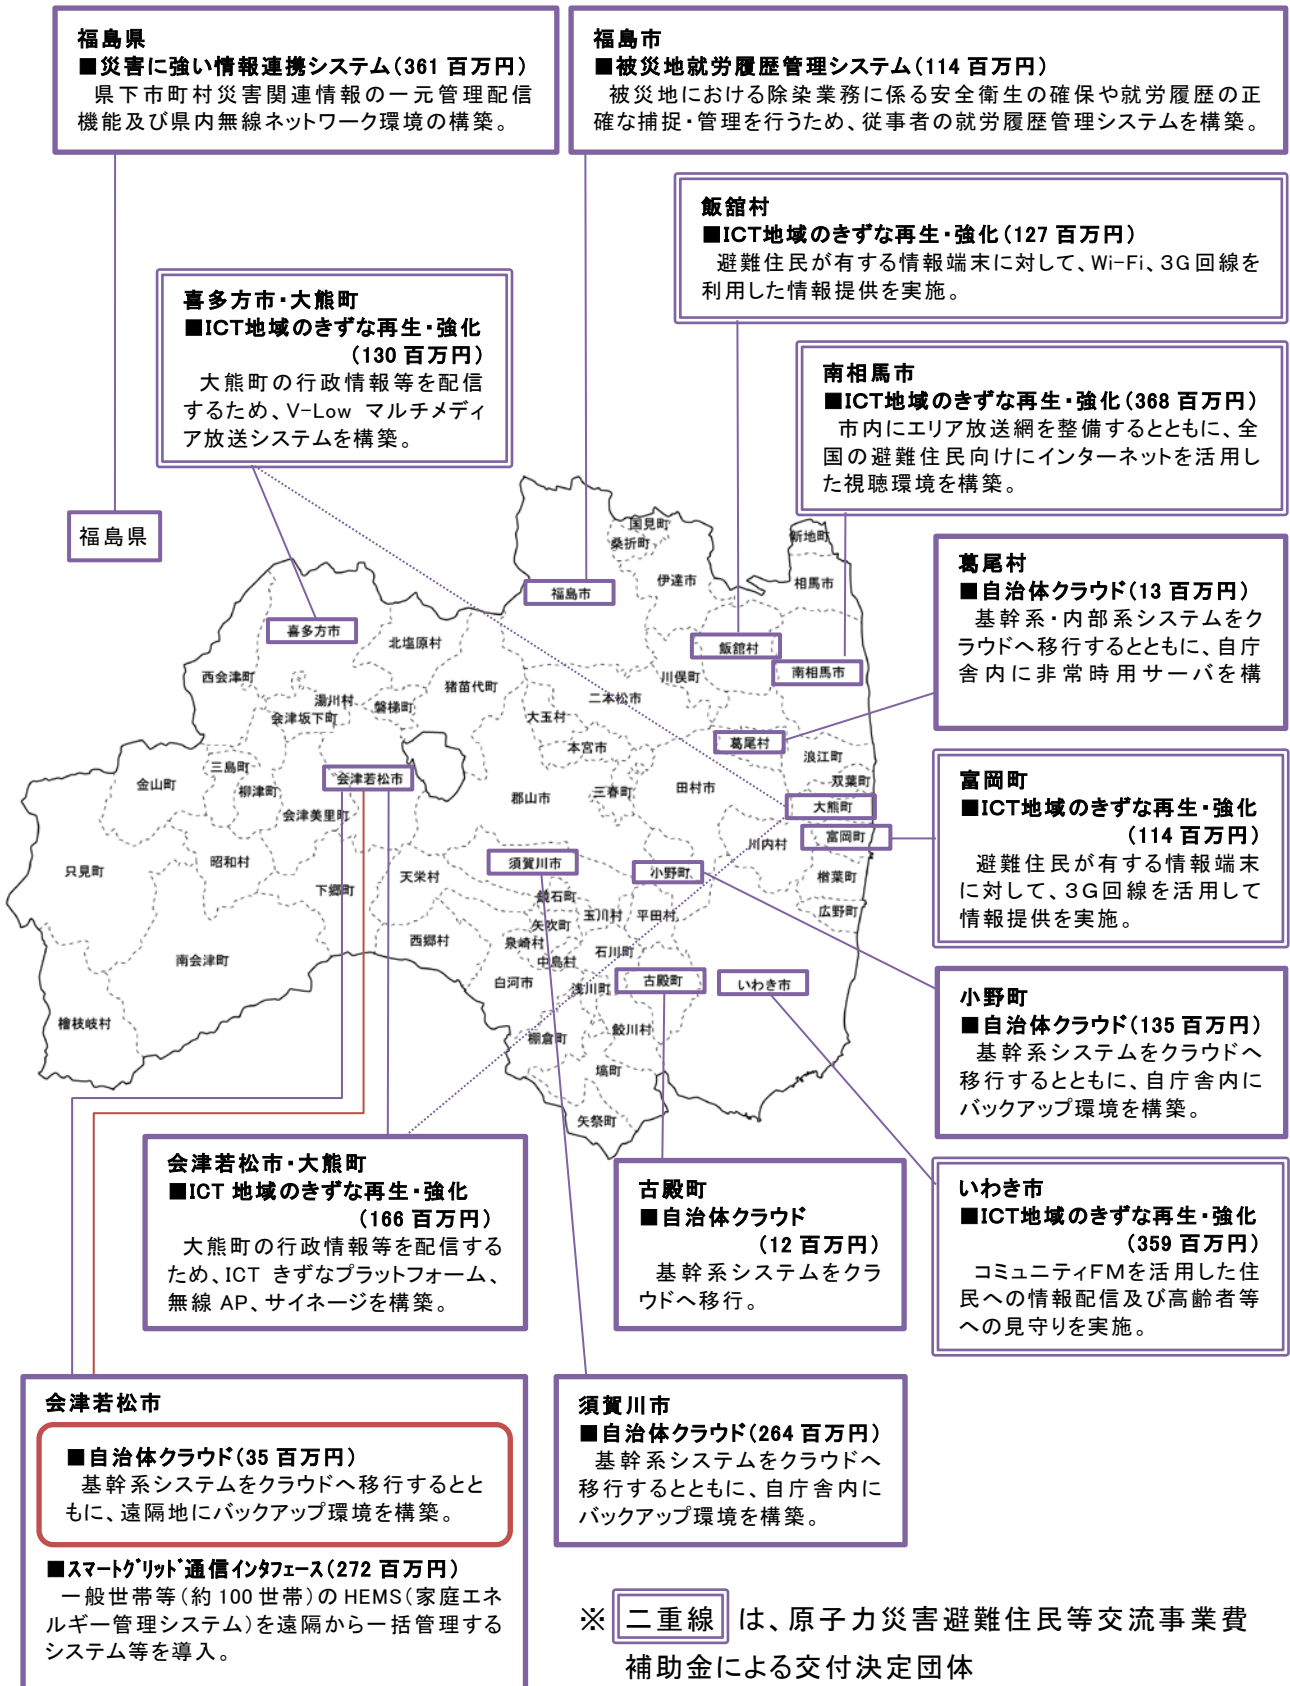 福島県
■災害に強い情報連携システム(361 百万円)
県下市町村災害関連情報の一元管理配信
機能及び県内無線ネットワーク環境の構築。
福島市
■被災地就労履歴管理システム(114 百万円)
被災地における除染業務に係る安全衛生の確保や就労履歴の正
確な捕捉・管理を行うため、従事者の就労履歴管理システムを構築。
飯舘村
■ICT地域のきずな再生・強化(127 百万円)
避難住民が有する情報端末に対して、Wi-Fi、3G 回線を
利用した情報提供を実施。
喜多方市・大熊町
■ICT地域のきずな再生・強化
(130 百万円)
大熊町の行政情報等を配信
するため、V-Low マルチメディ
ア放送システムを構築。
南相馬市
■ICT地域のきずな再生・強化(368 百万円)
市内にエリア放送網を整備するとともに、全
国の避難住民向けにインターネットを活用し
た視聴環境を構築。
福島県
葛尾村
■自治体クラウド(13 百万円)
基幹系・内部系システムをク
ラウドへ移行するとともに、自庁
舎内に非常時用サーバを構
国見町
桑折町
新地町
伊達市
相馬市
福島市
喜多方市
北塩原村
飯舘村
南相馬市
西会津町
猪苗代町
川俣町
湯川村
磐梯町
二本松市
会津坂下町
大玉村
本宮市
葛尾村
浪江町
三島町
会津若松市
双葉町
金山町
柳津町
郡山市
三春町
田村市
大熊町
会津美里町
富岡町
川内村
昭和村
須賀川市
只見町
天栄村
小野町
楢葉町
下郷町
鏡石町
玉川村
平田村
広野町
矢吹町
西郷村
泉崎村
石川町
南会津町
中島村
白河市
浅川町
古殿町
いわき市
檜枝岐村
鮫川村
棚倉町
塙町
矢祭町
富岡町
■ICT地域のきずな再生・強化
(114 百万円)
避難住民が有する情報端末
に対して、3G回線を活用して
情報提供を実施。
小野町
■自治体クラウド(135 百万円)
基幹系システムをクラウドへ
移行するとともに、自庁舎内に
バックアップ環境を構築。
会津若松市・大熊町
■ICT 地域のきずな再生・強化
(166 百万円)
大熊町の行政情報等を配信する
ため、ICT きずなプラットフォーム、
無線 AP、サイネージを構築。
古殿町
■自治体クラウド
(12 百万円)
基幹系システムをクラ
ウドへ移行。
いわき市
■ICT地域のきずな再生・強化
(359 百万円)
コミュニティFMを活用した住
民への情報配信及び高齢者等
への見守りを実施。
会津若松市
■自治体クラウド(35 百万円)
基幹系システムをクラウドへ移行するとと
もに、遠隔地にバックアップ環境を構築。
■スマートグリッド通信インタフェース(272 百万円)
一般世帯等(約 100 世帯)の HEMS(家庭エネ
ルギー管理システム)を遠隔から一括管理する
システム等を導入。
須賀川市
■自治体クラウド(264 百万円)
基幹系システムをクラウドへ
移行するとともに、自庁舎内に
バックアップ環境を構築。
※ 二重線 は、原子力災害避難住民等交流事業費
補助金による交付決定団体